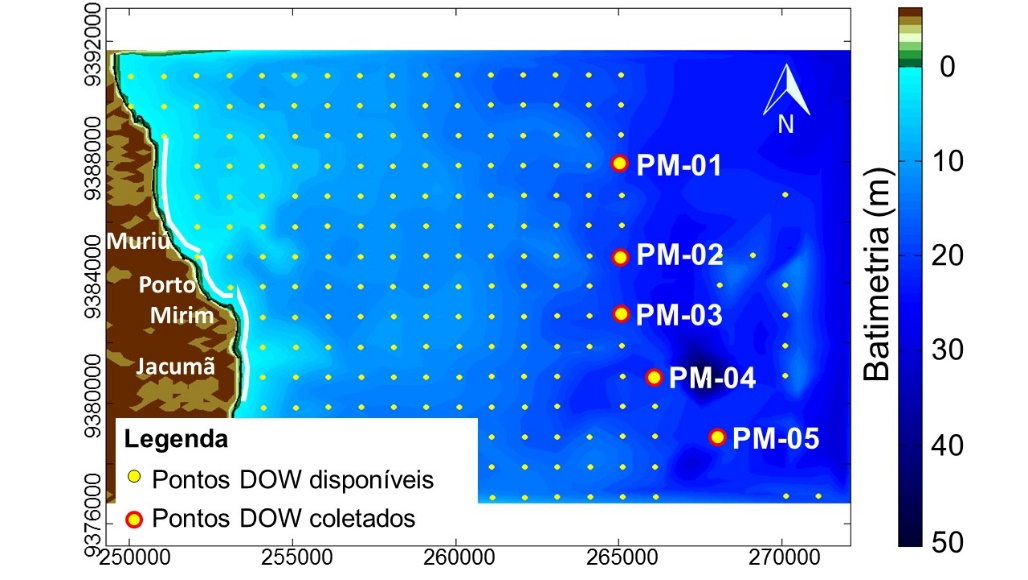 9392000
9388000
9384000
9380000
9376000
250000
255000
260000
265000
270000
N
PM-01
PM-02
PM-03
PM-04
PM-05
Muriú
Porto
Mirim
Jacumã
Legenda
Pontos DOW disponíveis
Pontos DOW coletados
Batimetria (m)
0
10
20
30
40
50